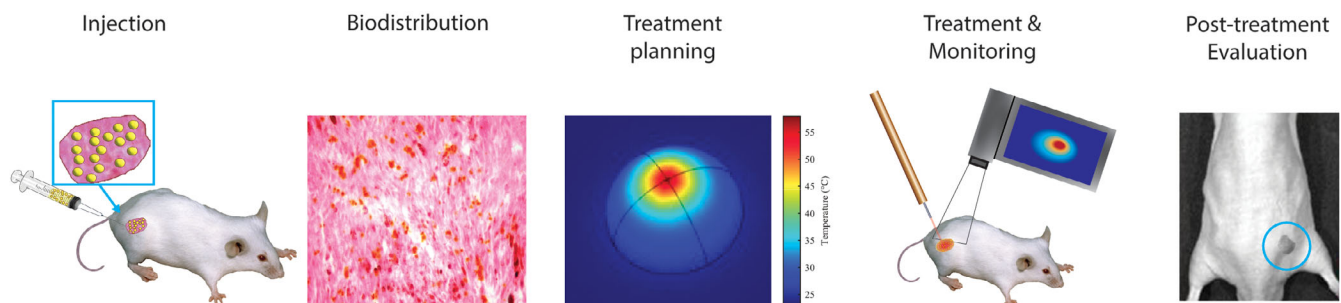 Injection
Biodistribution
Treatment
planning
Treatment &
Monitoring
Post-treatment
Evaluation
55
50
45
40
35
30
25
Temperature (°C)